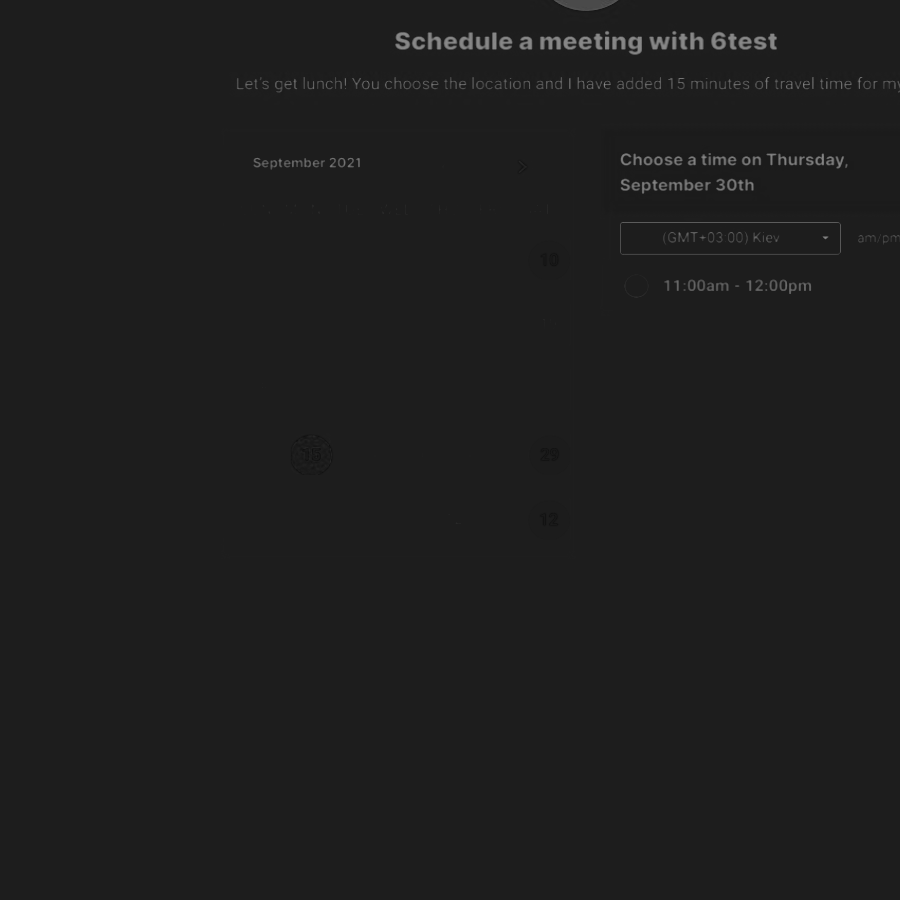 Schedule a meeting with 6test
Let's get lunch! You choose the location and I have added 15 minutes of travel time for my
September 2021
Choose a time on Thursday,
September 30th
(GMT+03:00) Kiev
am/pm
10
11:00am - 12:00pm
29
12